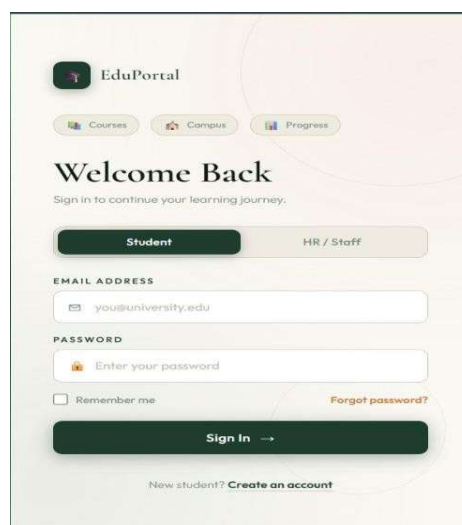 EduPortal
Courses Campus Progress
Welcome Back
Sign in to continue your learning journey.
Student HR / Staff
EMAIL ADDRESS
you@university.edu
PASSWORD
Enter your password
Remember me Forgot password?
Sign In →
New student? Create an account